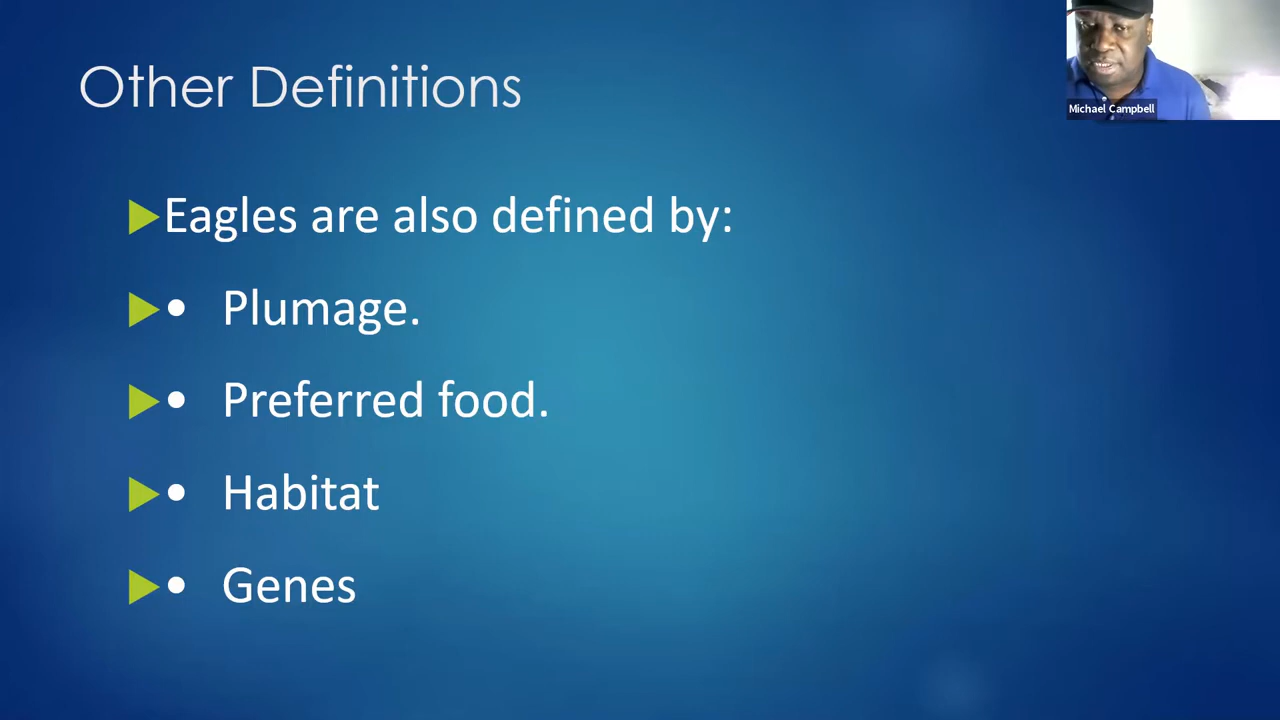 Other Definitions
Michael Campbell
Eagles are also defined by:
• Plumage.
• Preferred food.
• Habitat
• Genes